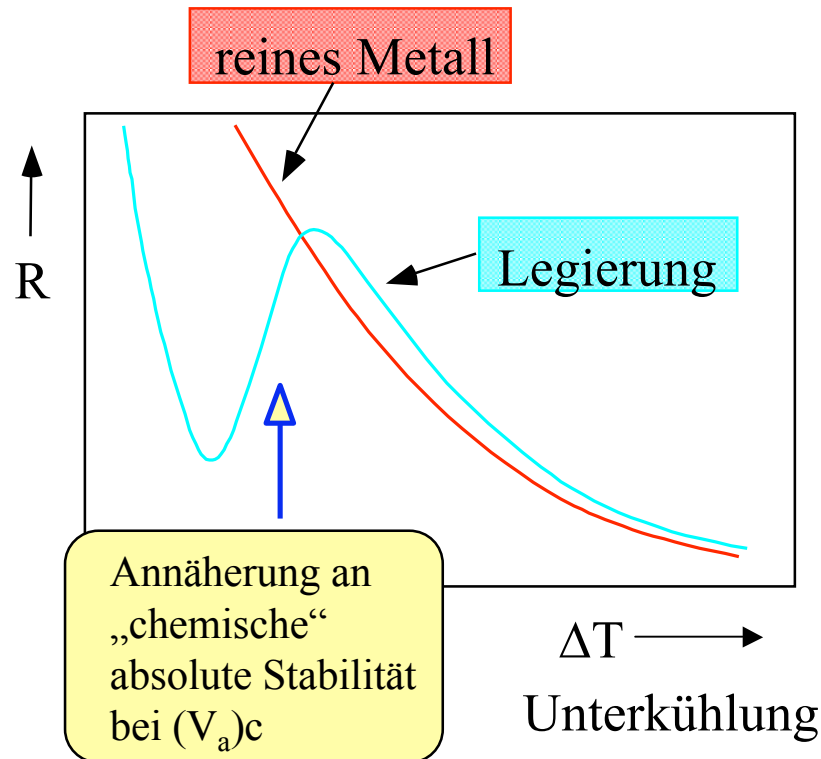 reines Metall
R
Legierung
Annäherung an
„chemische“
absolute Stabilität
bei (Vₐ)c
ΔT
Unterkühlung